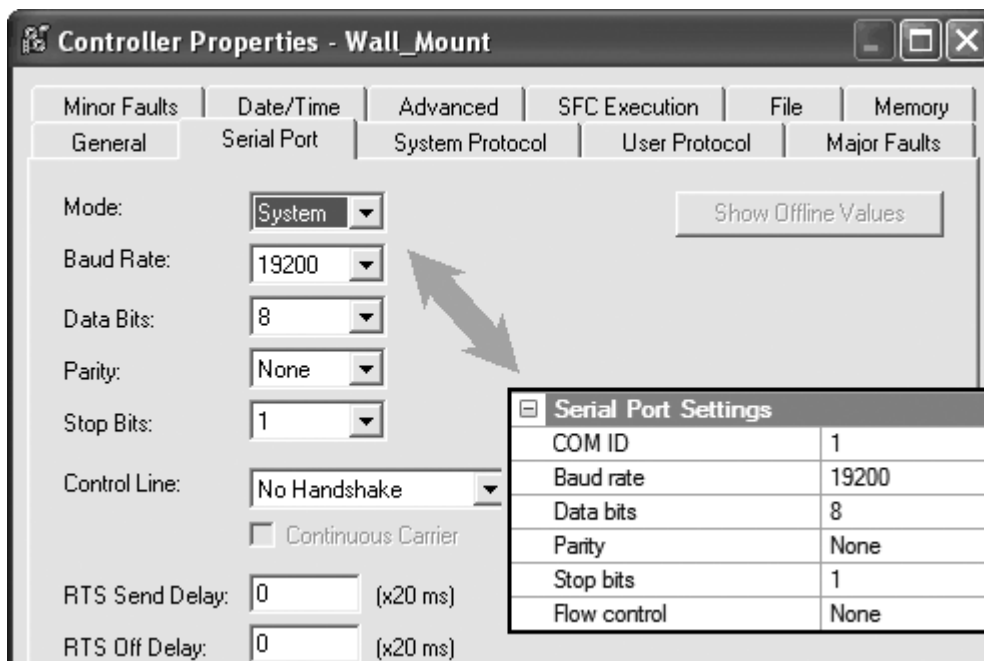 Controller Properties - Wall_Mount
Minor Faults Date/Time Advanced SFC Execution File Memory
General Serial Port System Protocol User Protocol Major Faults
Mode: System Show Offline Values
Baud Rate: 19200
Data Bits: 8
Parity: None
Stop Bits: 1
Control Line: No Handshake
Continuous Carrier
RTS Send Delay: 0 (x20 ms)
RTS Off Delay: 0 (x20 ms)
Serial Port Settings
COM ID 1
Baud rate 19200
Data bits 8
Parity None
Stop bits 1
Flow control None